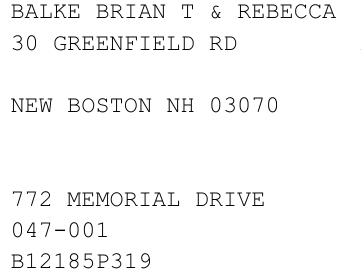 BALKE BRIAN T & REBECCA
30 GREENFIELD RD
NEW BOSTON NH 03070
772 MEMORIAL DRIVE
047-001
B12185P319